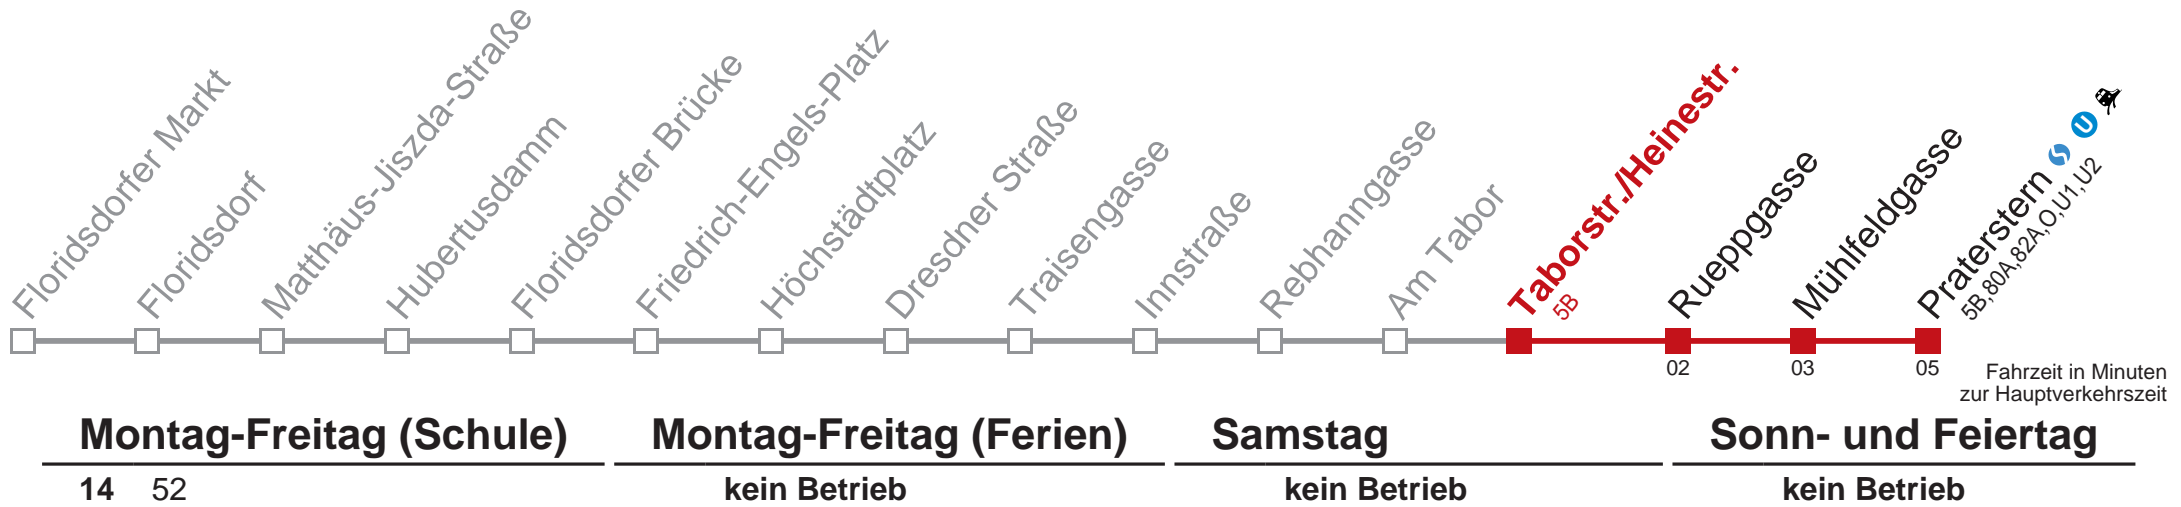 Floridsdorfer Markt
Floridsdorf
Matthäus-Jiszda-Straße
Hubertusdamm
Floridsdorfer Brücke
Friedrich-Engels-Platz
Höchstädtplatz
Dresdner Straße
Traisengasse
Innstraße
Rebhanngasse
Am Tabor
Taborstr./Heinestr.
5B
Rueppgasse
Mühlfeldgasse
Praterstern S U
5B,80A,82A,O,U1,U2
02 03 05
Fahrzeit in Minuten
zur Hauptverkehrszeit
Montag-Freitag (Schule) Montag-Freitag (Ferien) Samstag Sonn- und Feiertag
14 52 kein Betrieb kein Betrieb kein Betrieb